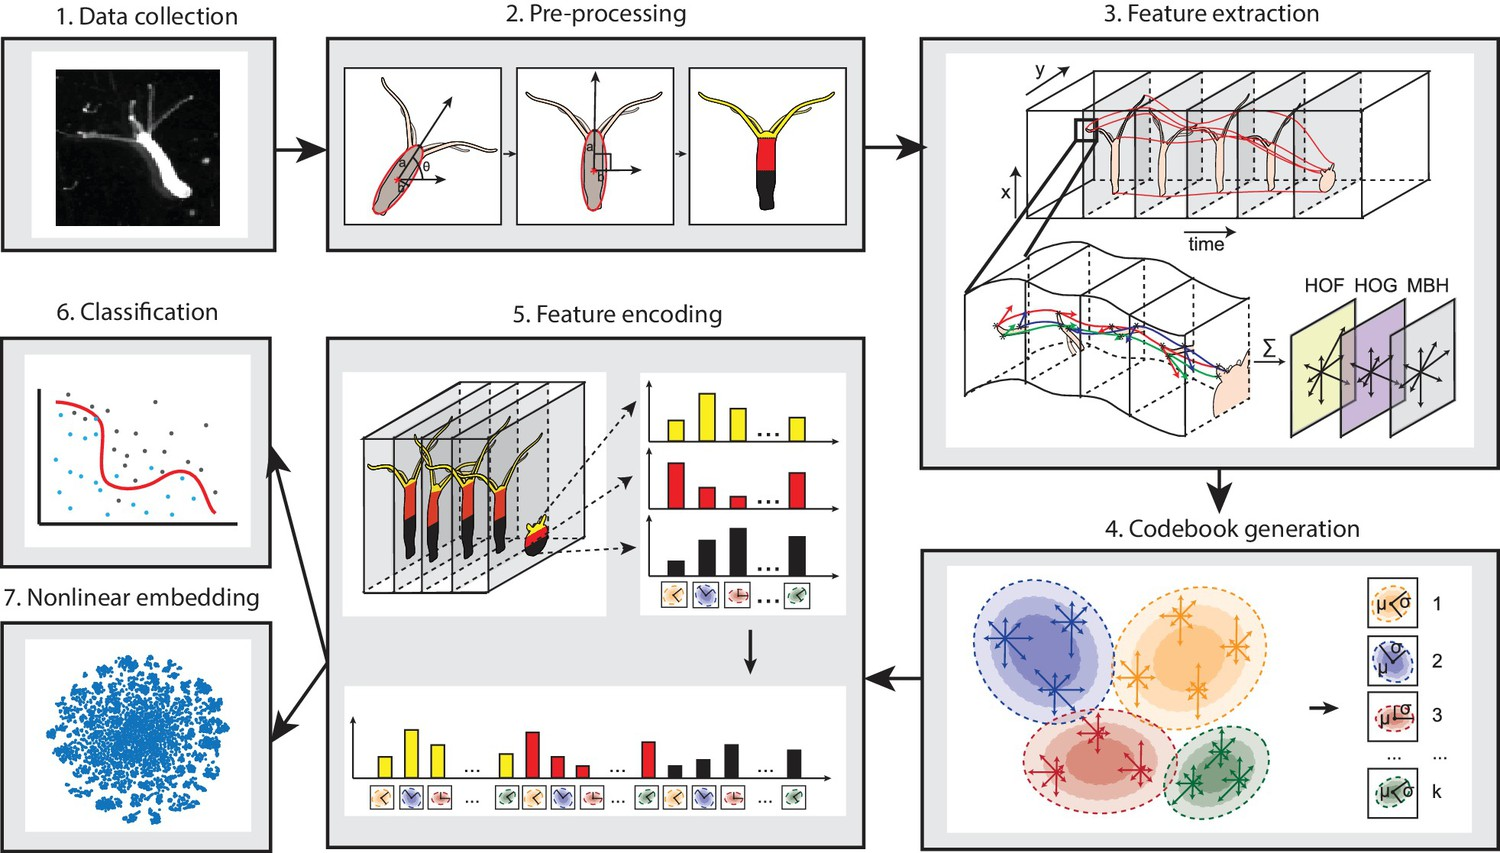 1. Data collection
2. Pre-processing
3. Feature extraction
a
b
θ
a
b
y
x
time
HOF HOG MBH
Σ
4. Codebook generation
μ σ 1
μ σ 2
μ σ 3
... ...
μ σ k
5. Feature encoding
...
...
...
...
... ... ...
... ... ...
6. Classification
7. Nonlinear embedding